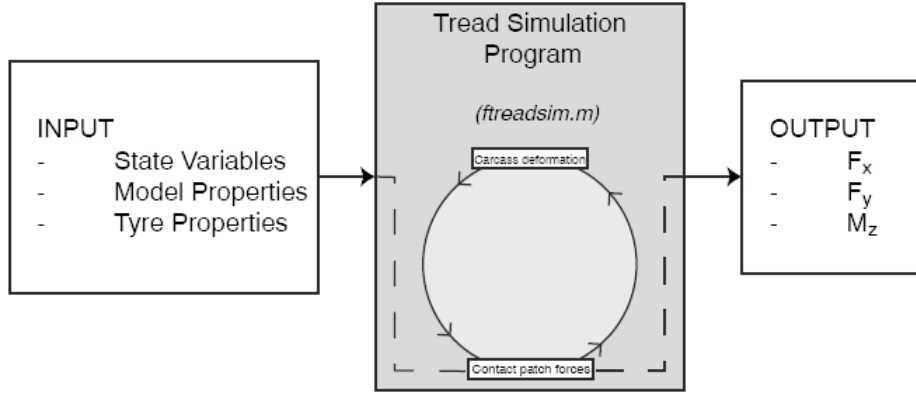 Tread Simulation
Program
(ftreadsim.m)
INPUT
- State Variables
- Model Properties
- Tyre Properties
Carcass deformation
Contact patch forces
OUTPUT
- Fx
- Fy
- Mz